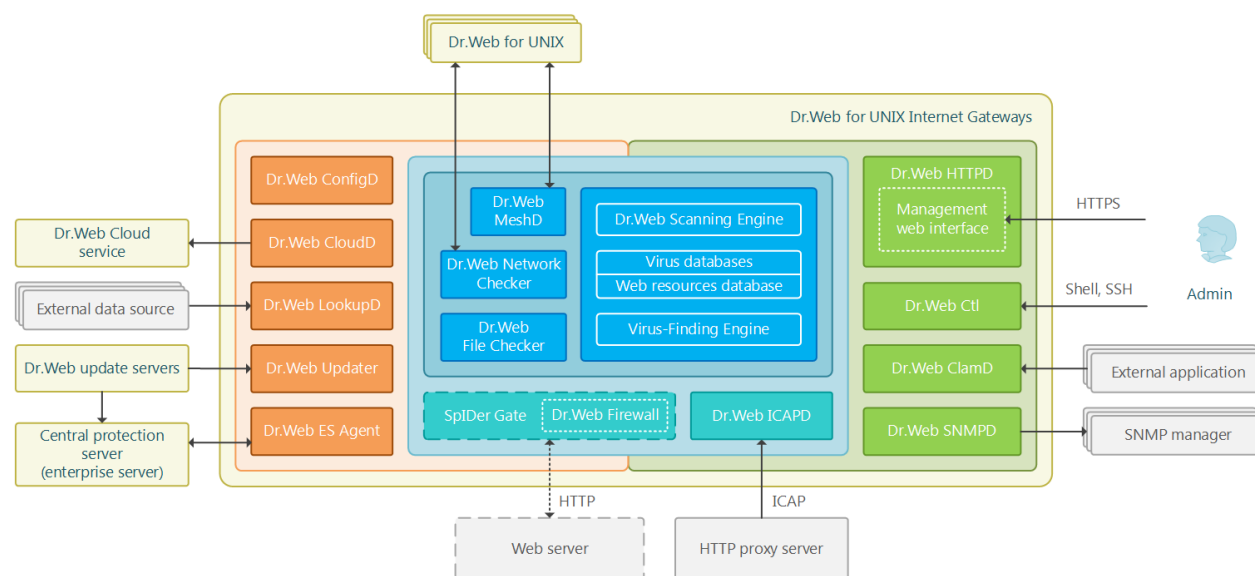 Dr.Web for UNIX
Dr.Web for UNIX Internet Gateways
Dr.Web ConfigD
Dr.Web CloudD
Dr.Web LookupD
Dr.Web Updater
Dr.Web ES Agent
Dr.Web Cloud
service
External data source
Dr.Web update servers
Central protection
server
(enterprise server)
Dr.Web
MeshD
Dr.Web Network
Checker
Dr.Web
File Checker
Dr.Web Scanning Engine
Virus databases
Web resources database
Virus-Finding Engine
SpIDer Gate
Dr.Web Firewall
Dr.Web ICAPD
Dr.Web HTTPD
Management
web interface
Dr.Web Ctl
Dr.Web ClamD
Dr.Web SNMPD
HTTPS
Shell, SSH
Admin
External application
SNMP manager
HTTP
ICAP
Web server
HTTP proxy server